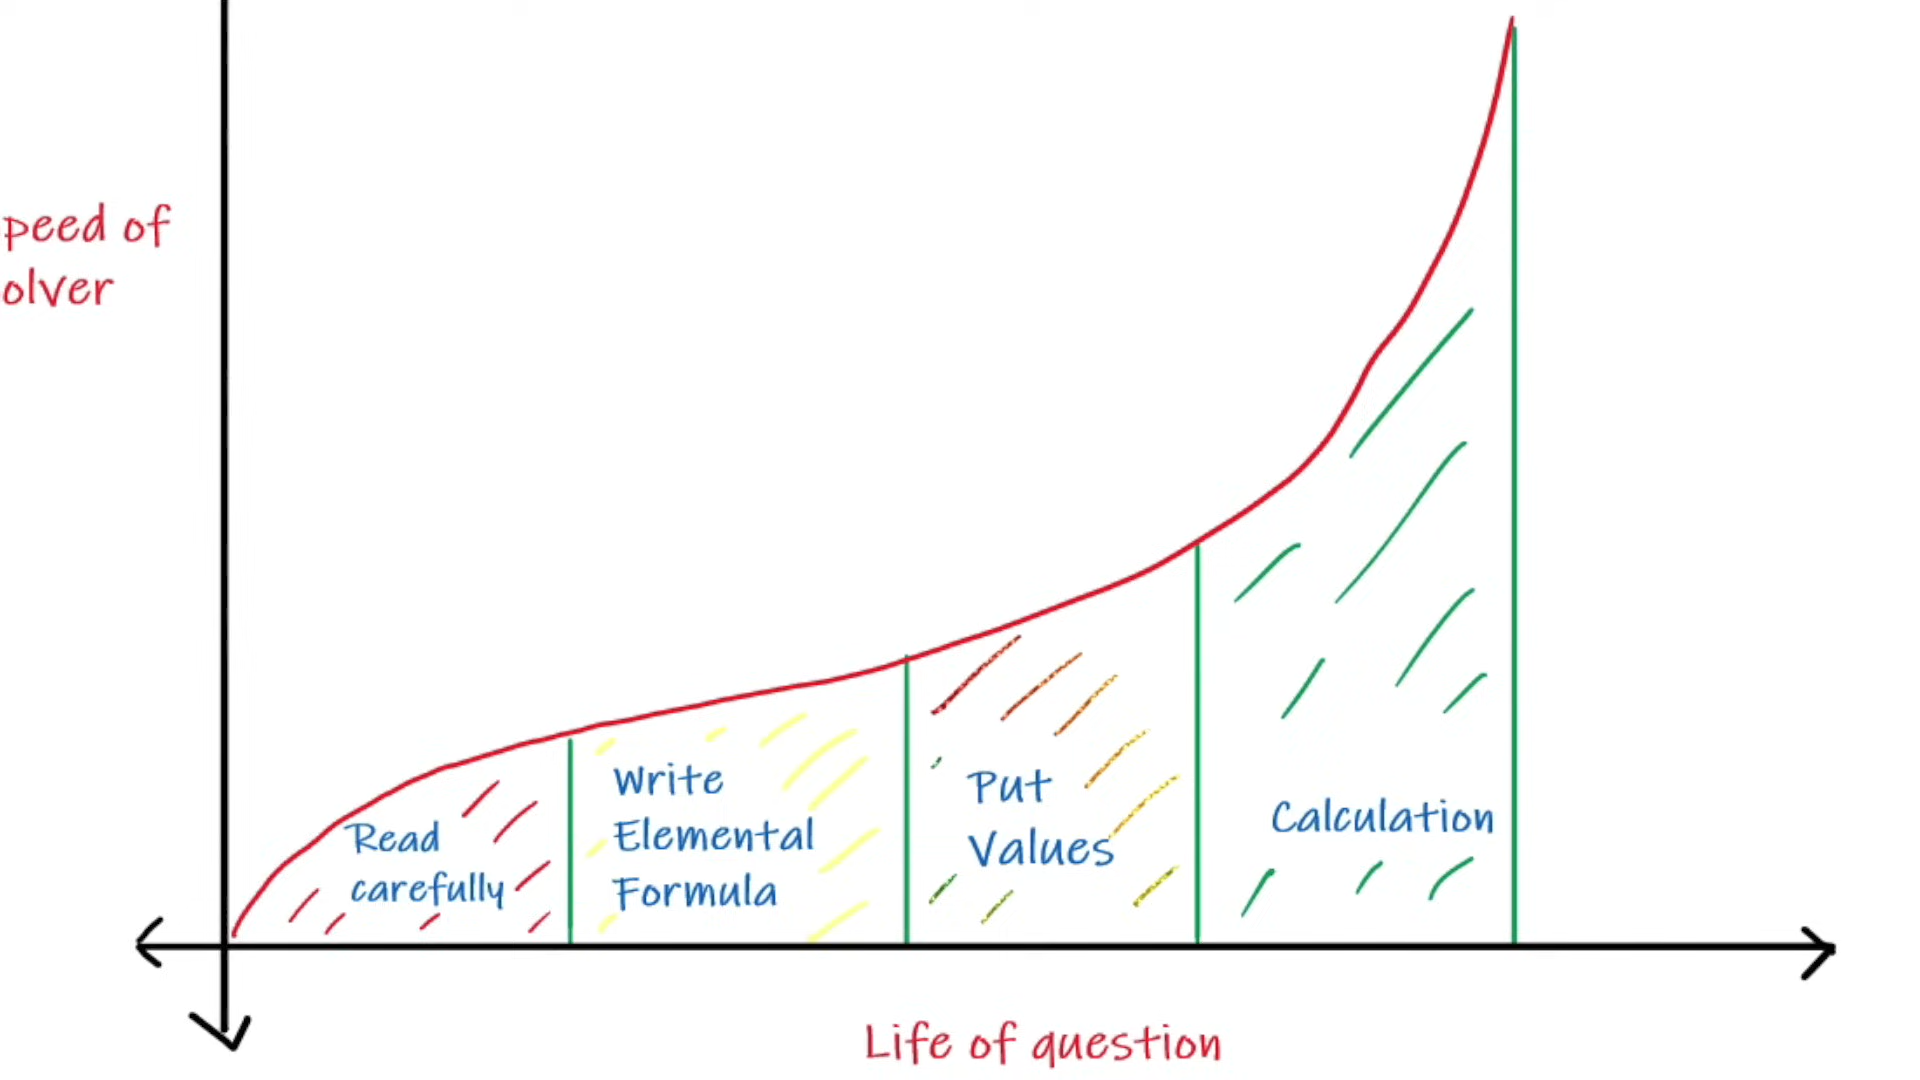 peed of
olver
Read
carefully
Write
Elemental
Formula
Put
Values
Calculation
Life of question